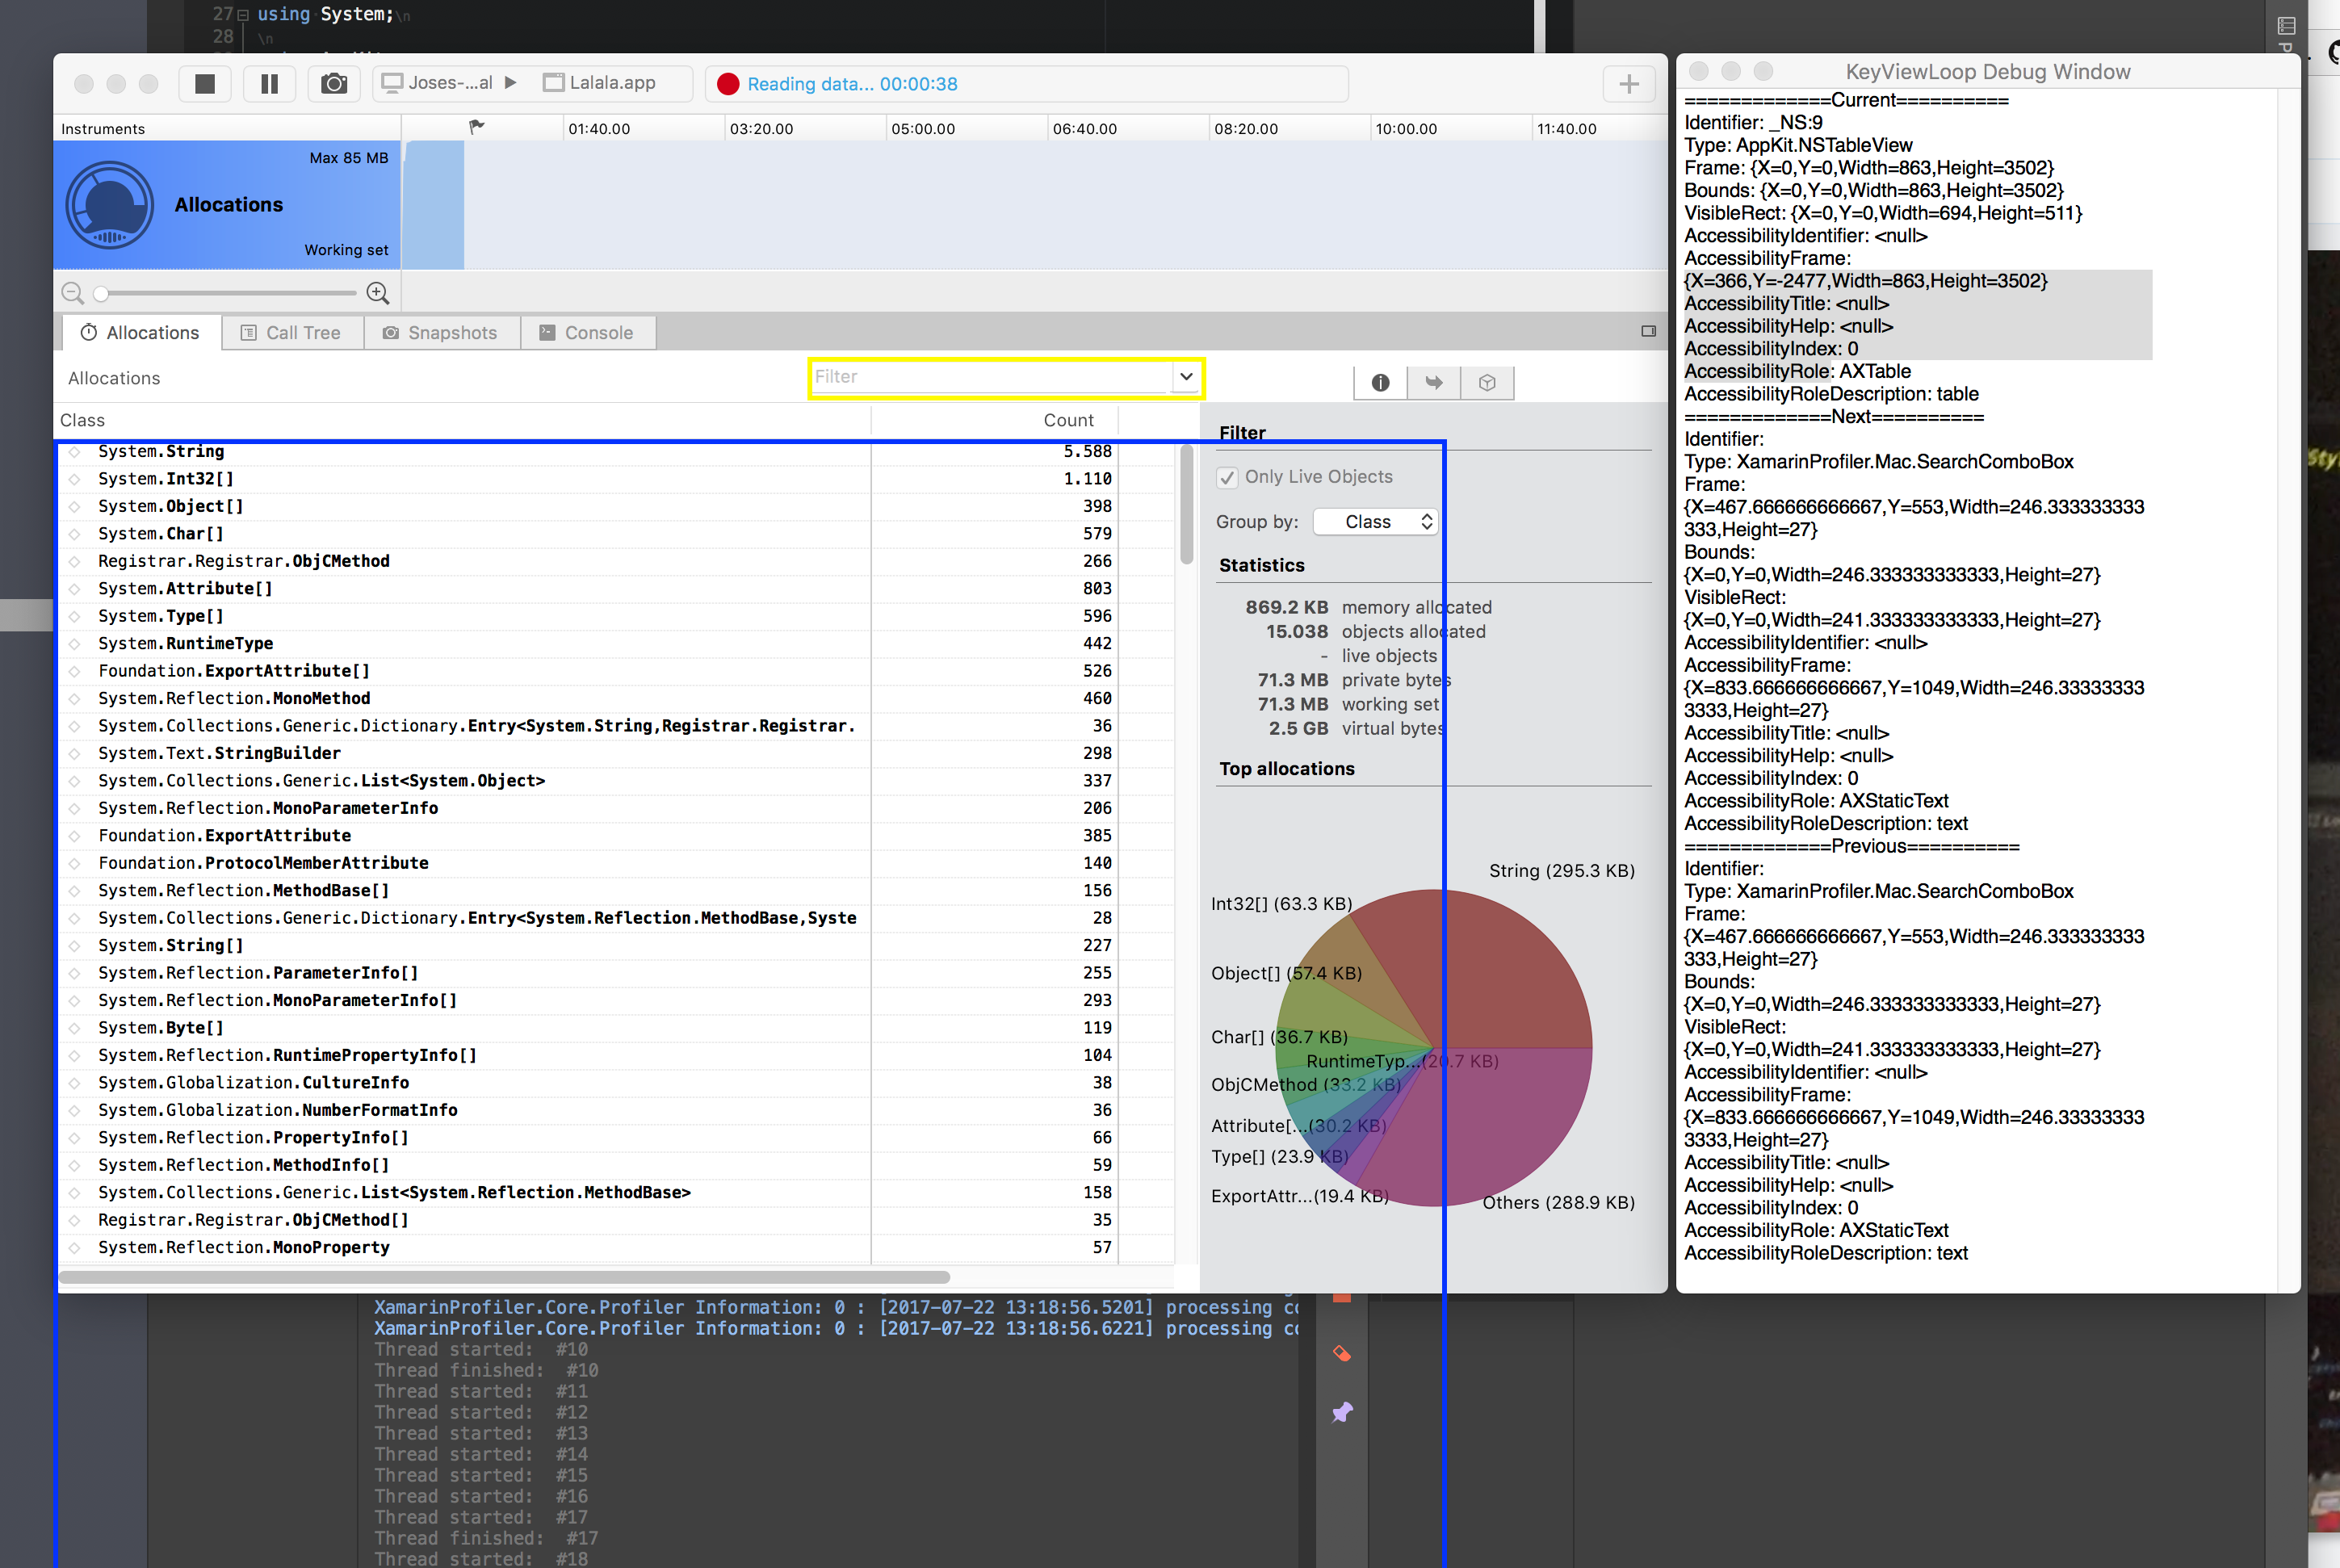 27 using System;\n
28 \n
Joses-...al Lalala.app
Reading data... 00:00:38
Instruments
01:40.00 03:20.00 05:00.00 06:40.00 08:20.00 10:00.00 11:40.00
Max 85 MB
Allocations
Working set
Allocations Call Tree Snapshots Console
Allocations
Filter
Class Count
System.String 5.588
System.Int32[] 1.110
System.Object[] 398
System.Char[] 579
Registrar.Registrar.ObjCMethod 266
System.Attribute[] 803
System.Type[] 596
System.RuntimeType 442
Foundation.ExportAttribute[] 526
System.Reflection.MonoMethod 460
System.Collections.Generic.Dictionary.Entry<System.String,Registrar.Registrar. 36
System.Text.StringBuilder 298
System.Collections.Generic.List<System.Object> 337
System.Reflection.MonoParameterInfo 206
Foundation.ExportAttribute 385
Foundation.ProtocolMemberAttribute 140
System.Reflection.MethodBase[] 156
System.Collections.Generic.Dictionary.Entry<System.Reflection.MethodBase,Syste 28
System.String[] 227
System.Reflection.ParameterInfo[] 255
System.Reflection.MonoParameterInfo[] 293
System.Byte[] 119
System.Reflection.RuntimePropertyInfo[] 104
System.Globalization.CultureInfo 38
System.Globalization.NumberFormatInfo 36
System.Reflection.PropertyInfo[] 66
System.Reflection.MethodInfo[] 59
System.Collections.Generic.List<System.Reflection.MethodBase> 158
Registrar.Registrar.ObjCMethod[] 35
System.Reflection.MonoProperty 57
Filter
Only Live Objects
Group by: Class
Statistics
869.2 KB memory allocated
15.038 objects allocated
- live objects
71.3 MB private bytes
71.3 MB working set
2.5 GB virtual bytes
Top allocations
String (295.3 KB)
Int32[] (63.3 KB)
Object[] (57.4 KB)
Char[] (36.7 KB)
RuntimeTyp...(20.7 KB)
ObjCMethod (33.2 KB)
Attribute[...(30.2 KB)
Type[] (23.9 KB)
ExportAttr...(19.4 KB)
Others (288.9 KB)
KeyViewLoop Debug Window
=============Current==========
Identifier: _NS:9
Type: AppKit.NSTableView
Frame: {X=0,Y=0,Width=863,Height=3502}
Bounds: {X=0,Y=0,Width=863,Height=3502}
VisibleRect: {X=0,Y=0,Width=694,Height=511}
AccessibilityIdentifier: <null>
AccessibilityFrame:
{X=366,Y=-2477,Width=863,Height=3502}
AccessibilityTitle: <null>
AccessibilityHelp: <null>
AccessibilityIndex: 0
AccessibilityRole: AXTable
AccessibilityRoleDescription: table
=============Next==========
Identifier:
Type: XamarinProfiler.Mac.SearchComboBox
Frame:
{X=467.666666666667,Y=553,Width=246.333333333
333,Height=27}
Bounds:
{X=0,Y=0,Width=246.333333333333,Height=27}
VisibleRect:
{X=0,Y=0,Width=241.333333333333,Height=27}
AccessibilityIdentifier: <null>
AccessibilityFrame:
{X=833.666666666667,Y=1049,Width=246.33333333
3333,Height=27}
AccessibilityTitle: <null>
AccessibilityHelp: <null>
AccessibilityIndex: 0
AccessibilityRole: AXStaticText
AccessibilityRoleDescription: text
=============Previous==========
Identifier:
Type: XamarinProfiler.Mac.SearchComboBox
Frame:
{X=467.666666666667,Y=553,Width=246.333333333
333,Height=27}
Bounds:
{X=0,Y=0,Width=246.333333333333,Height=27}
VisibleRect:
{X=0,Y=0,Width=241.333333333333,Height=27}
AccessibilityIdentifier: <null>
AccessibilityFrame:
{X=833.666666666667,Y=1049,Width=246.33333333
3333,Height=27}
AccessibilityTitle: <null>
AccessibilityHelp: <null>
AccessibilityIndex: 0
AccessibilityRole: AXStaticText
AccessibilityRoleDescription: text
XamarinProfiler.Core.Profiler Information: 0 : [2017-07-22 13:18:56.5201] processing
XamarinProfiler.Core.Profiler Information: 0 : [2017-07-22 13:18:56.6221] processing
Thread started: #10
Thread finished: #10
Thread started: #11
Thread started: #12
Thread started: #13
Thread started: #14
Thread started: #15
Thread started: #16
Thread started: #17
Thread finished: #17
Thread started: #18